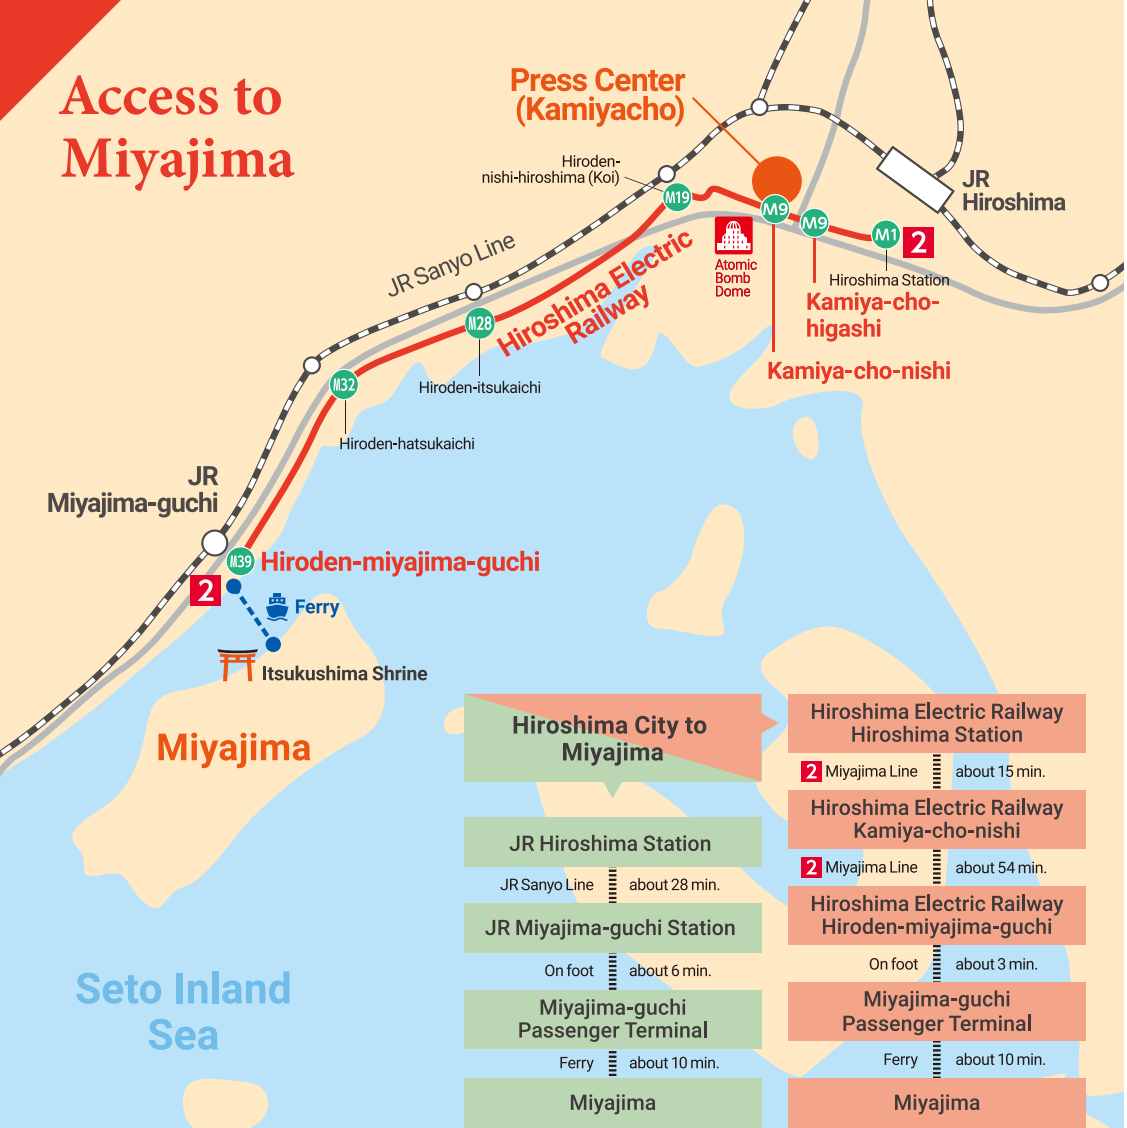 Access to
Miyajima
Press Center
(Kamiyacho)
Hiroden-
nishi-hiroshima (Koi)
M19
M9
M9
M1
2
JR
Hiroshima
Atomic
Bomb
Dome
Hiroshima Station
Kamiya-cho-
higashi
Kamiya-cho-nishi
JR Sanyo Line
Hiroshima Electric
Railway
M28
Hiroden-itsukaichi
M32
Hiroden-hatsukaichi
JR
Miyajima-guchi
M39
Hiroden-miyajima-guchi
2
Ferry
Itsukushima Shrine
Miyajima
Seto Inland
Sea
Hiroshima City to
Miyajima
JR Hiroshima Station
JR Sanyo Line about 28 min.
JR Miyajima-guchi Station
On foot about 6 min.
Miyajima-guchi
Passenger Terminal
Ferry about 10 min.
Miyajima
Hiroshima Electric Railway
Hiroshima Station
2 Miyajima Line about 15 min.
Hiroshima Electric Railway
Kamiya-cho-nishi
2 Miyajima Line about 54 min.
Hiroshima Electric Railway
Hiroden-miyajima-guchi
On foot about 3 min.
Miyajima-guchi
Passenger Terminal
Ferry about 10 min.
Miyajima